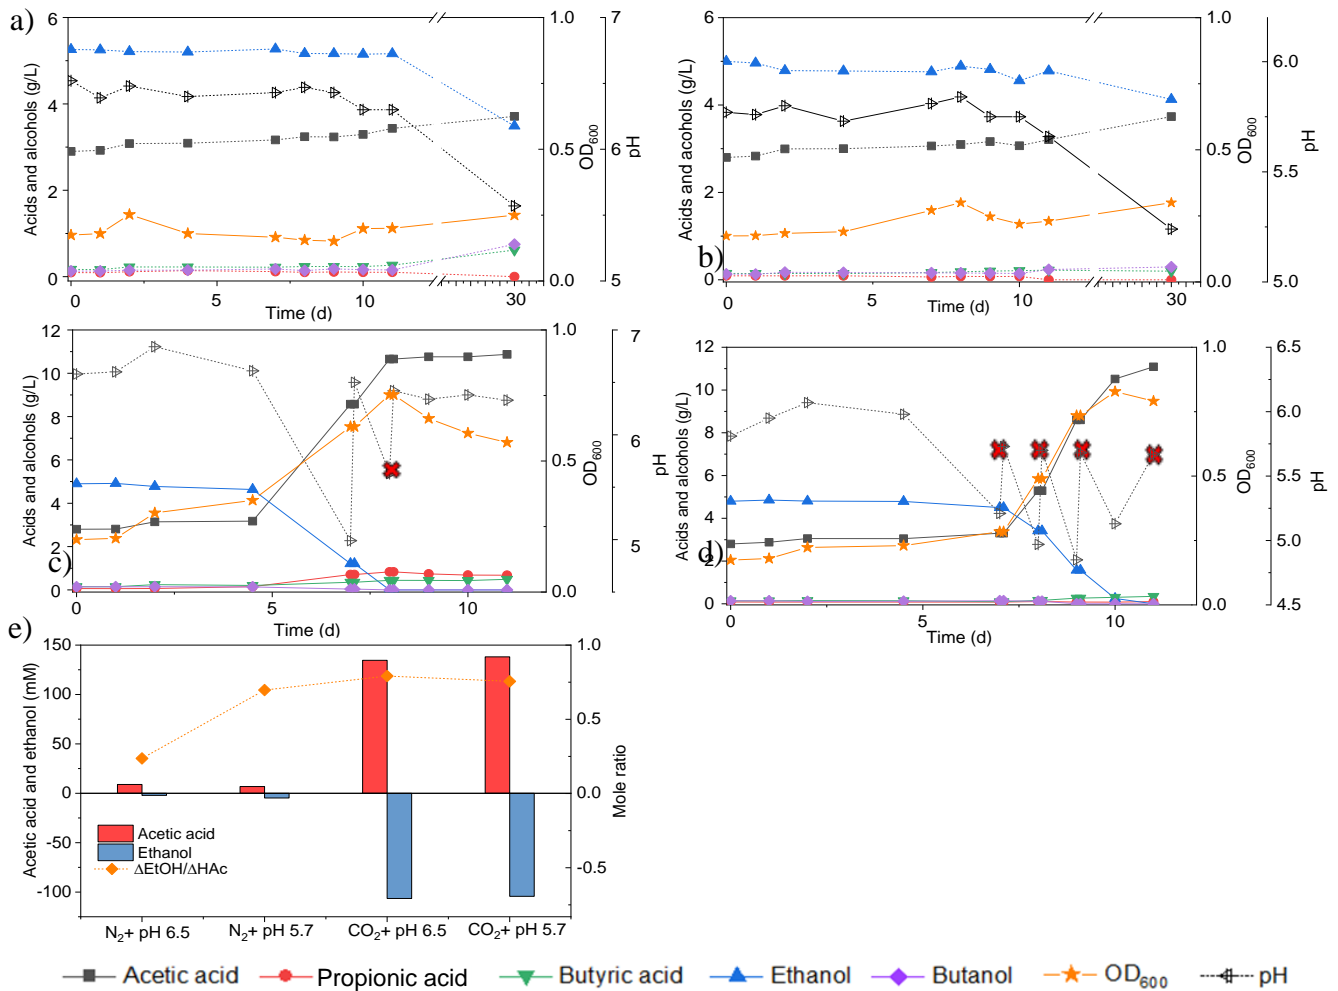 a)
Acids and alcohols (g/L)
6
4
2
0
0
5
10
30
Time (d)
1.0
0.5
0.0
OD600
7
6
5
pH
b)
Acids and acohols (g/L)
6
4
2
0
0
5
10
30
Time (d)
1.0
0.5
0.0
OD600
6.0
5.5
5.0
pH
c)
Acids and alcohols (g/L)
12
10
8
6
4
2
0
0
5
10
Time (d)
1.0
0.5
0.0
OD600
7
6
5
pH
d)
Acids and alcohols (g/L)
12
10
8
6
4
2
0
0
5
10
Time (d)
1.0
0.5
0.0
OD600
6.5
6.0
5.5
5.0
4.5
pH
e)
Acetic acid and ethanol (mM)
150
100
50
0
-50
-100
1.0
0.5
0.0
-0.5
Mole ratio
Acetic acid
Ethanol
ΔEtOH/ΔHAc
N2+ pH 6.5
N2+ pH 5.7
CO2+ pH 6.5
CO2+ pH 5.7
Acetic acid Propionic acid Butyric acid Ethanol Butanol OD600 pH